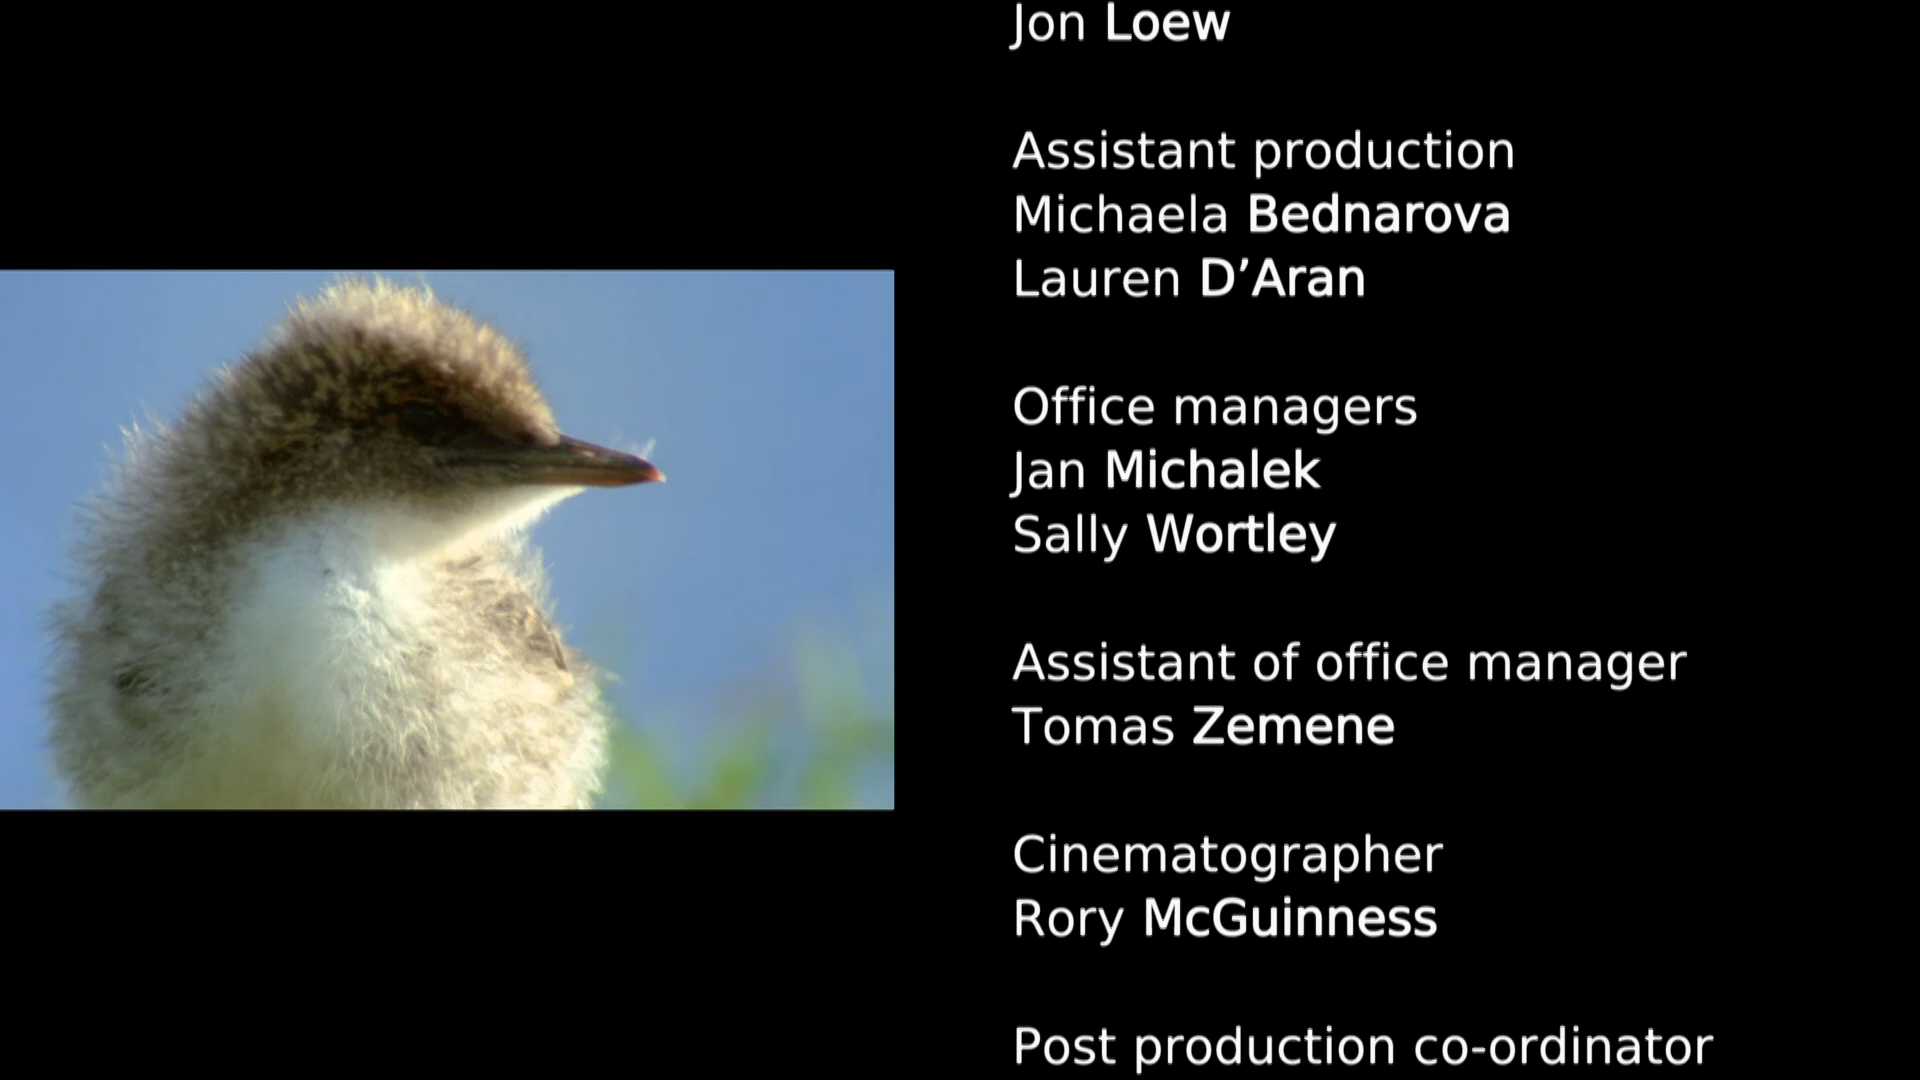 Jon Loew
Assistant production
Michaela Bednarova
Lauren D’Aran
Office managers
Jan Michalek
Sally Wortley
Assistant of office manager
Tomas Zemene
Cinematographer
Rory McGuinness
Post production co-ordinator